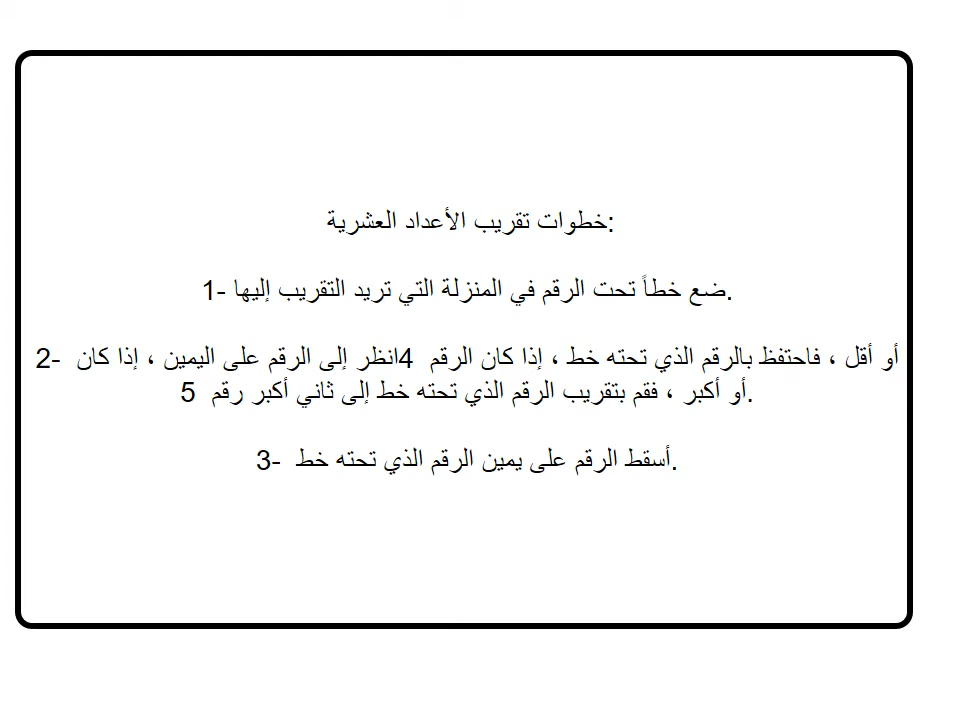 خطوات تقريب الأعداد العشرية:
1- ضع خطاً تحت الرقم في المنزلة التي تريد التقريب إليها.
2- انظر إلى الرقم على اليمين ، إذا كان الرقم 4 أو أقل ، فاحتفظ بالرقم الذي تحته خط ، إذا كان
5 أو أكبر ، فقم بتقريب الرقم الذي تحته خط إلى ثاني أكبر رقم.
3- أسقط الرقم على يمين الرقم الذي تحته خط.